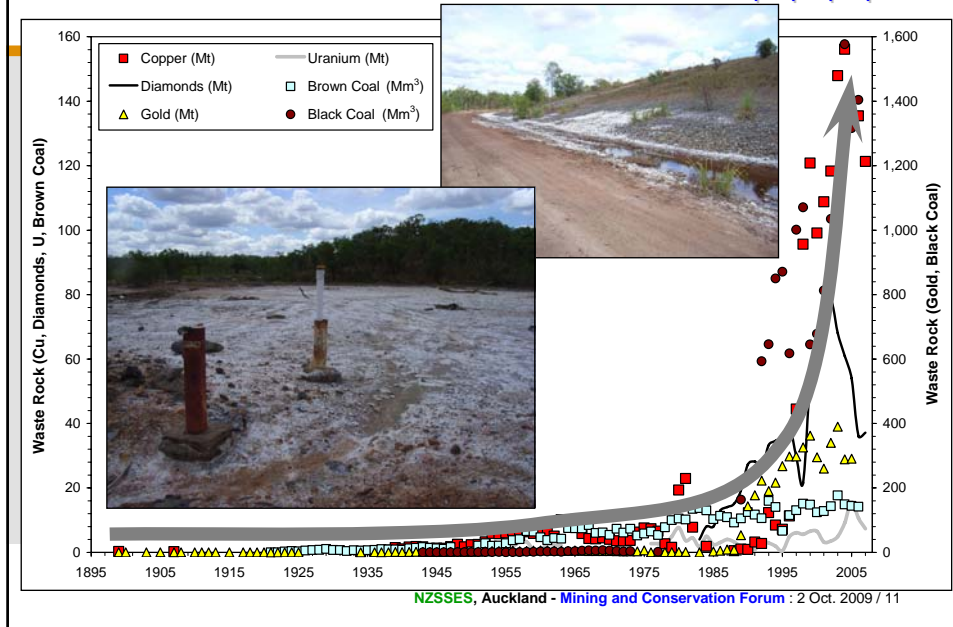 160
140
120
100
80
60
40
20
0
Waste Rock (Cu, Diamonds, U, Brown Coal)
Copper (Mt)
Uranium (Mt)
Diamonds (Mt)
Brown Coal (Mm³)
Gold (Mt)
Black Coal (Mm³)
1,600
1,400
1,200
1,000
800
600
400
200
0
Waste Rock (Gold, Black Coal)
1895 1905 1915 1925 1935 1945 1955 1965 1975 1985 1995 2005
NZSSES, Auckland - Mining and Conservation Forum : 2 Oct. 2009 / 11